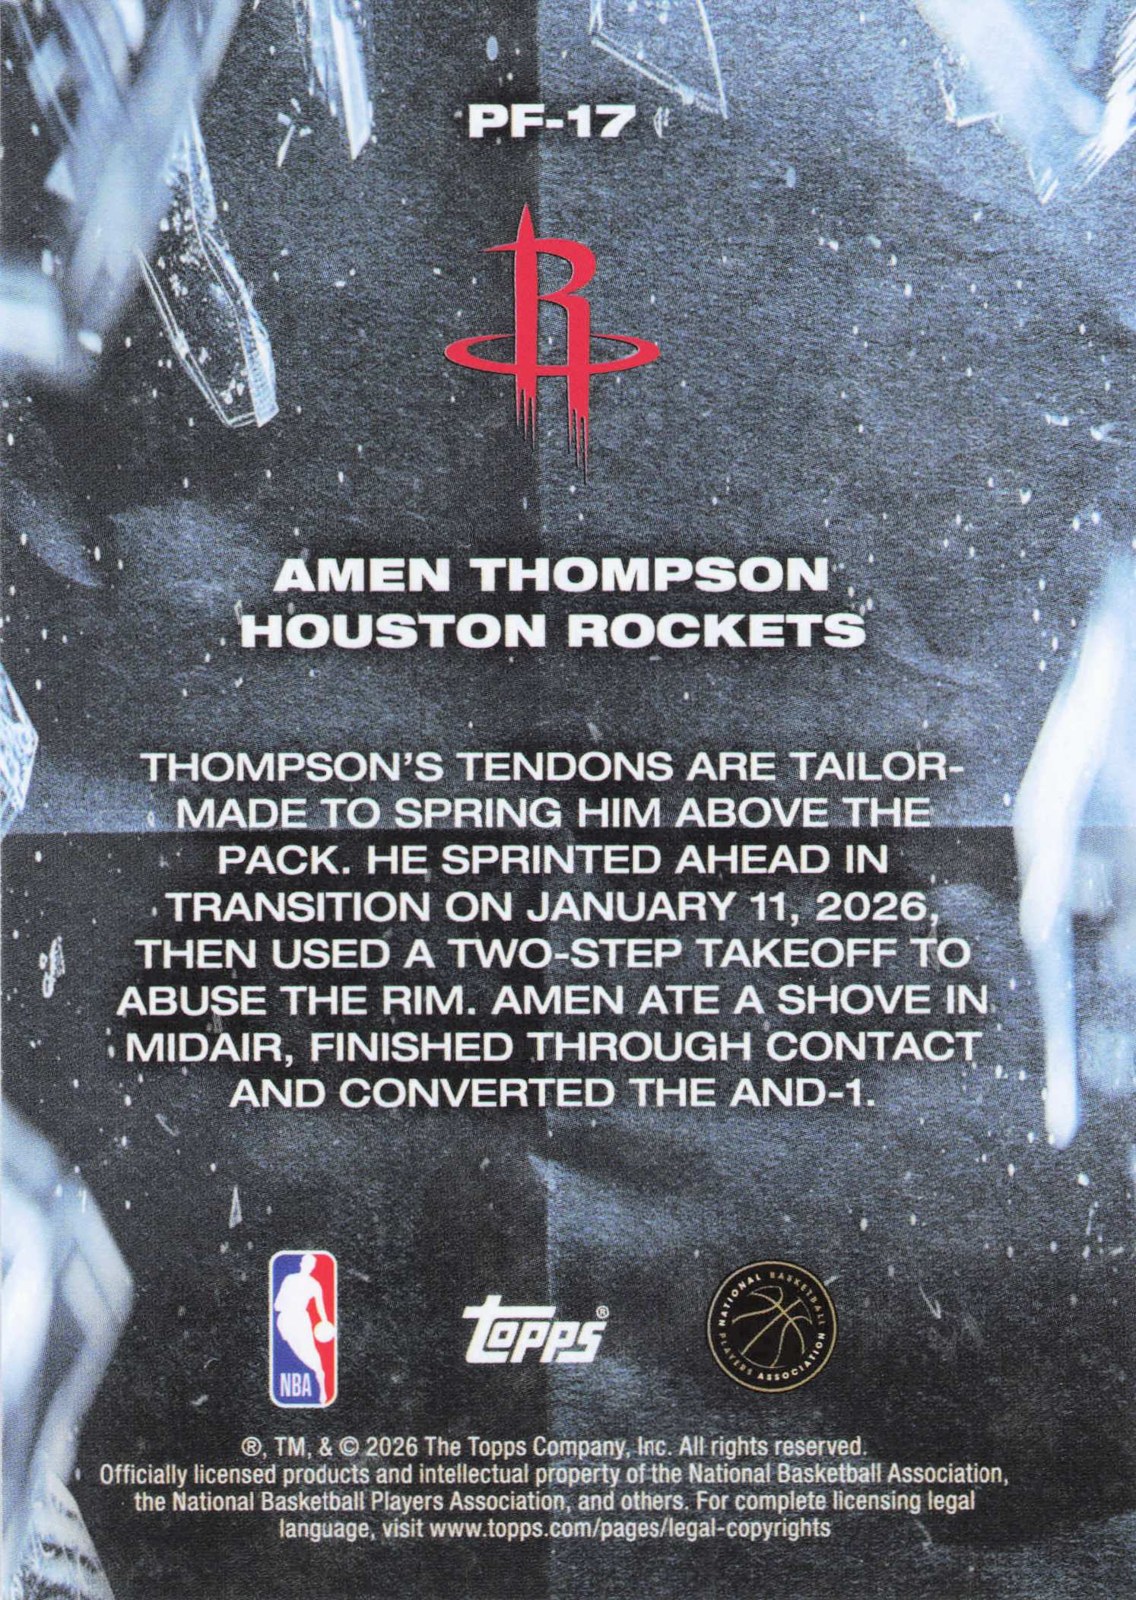 PF-17
AMEN THOMPSON
HOUSTON ROCKETS
THOMPSON'S TENDONS ARE TAILOR-
MADE TO SPRING HIM ABOVE THE
PACK. HE SPRINTED AHEAD IN
TRANSITION ON JANUARY 11, 2026,
THEN USED A TWO-STEP TAKEOFF TO
ABUSE THE RIM. AMEN ATE A SHOVE IN
MIDAIR, FINISHED THROUGH CONTACT
AND CONVERTED THE AND-1.
NBA
Topps®
NATIONAL BASKETBALL PLAYERS ASSOCIATION
®, TM, & © 2026 The Topps Company, Inc. All rights reserved.
Officially licensed products and intellectual property of the National Basketball Association,
the National Basketball Players Association, and others. For complete licensing legal
language, visit www.topps.com/pages/legal-copyrights